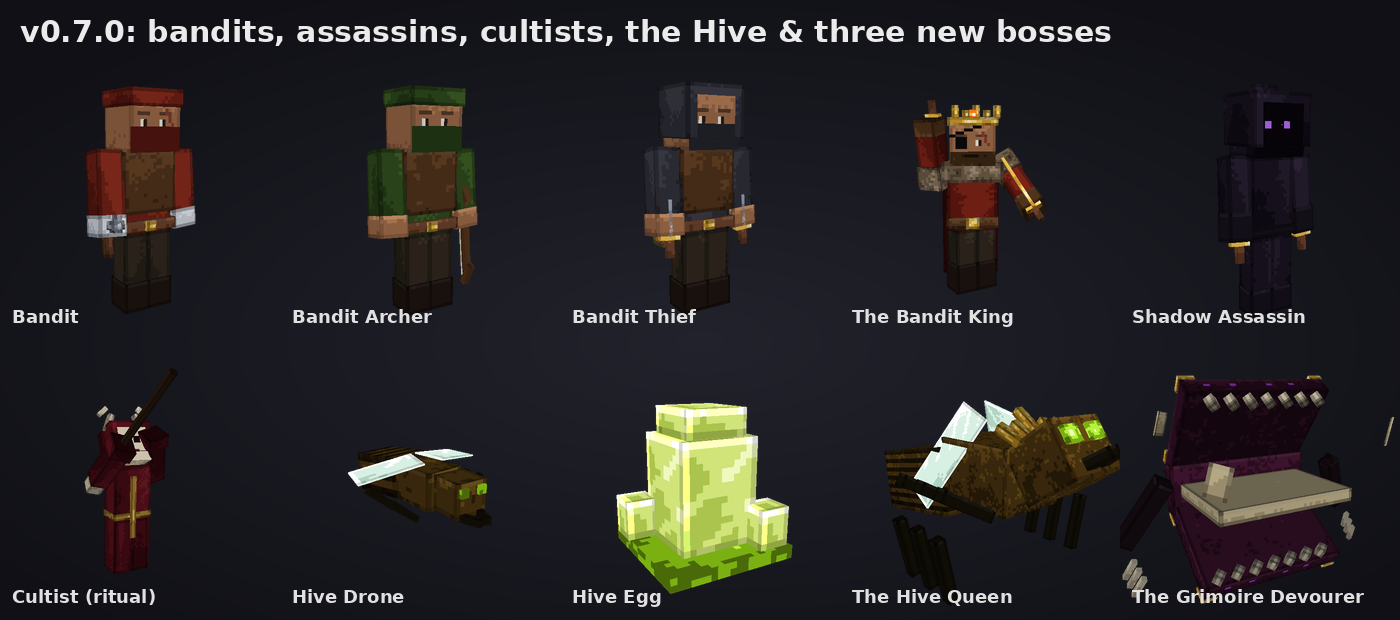 v0.7.0: bandits, assassins, cultists, the Hive & three new bosses
Bandit
Bandit Archer
Bandit Thief
The Bandit King
Shadow Assassin
Cultist (ritual)
Hive Drone
Hive Egg
The Hive Queen
The Grimoire Devourer